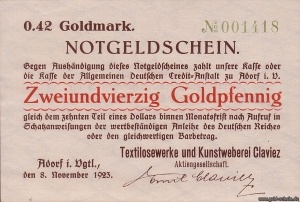 0.42 Goldmark. № 001418
NOTGELDSCHEIN.
Gegen Aushändigung dieses Notgeldscheines zahlt unsere Kasse oder
die Kasse der Allgemeinen Deutschen Credit-Anstalt zu Adorf i. V.
Zweiundvierzig Goldpfennig
gleich dem zehnten Teil eines Dollars binnen Monatsfrist nach Aufruf in
Schatzanweisungen der wertbeständigen Anleihe des Deutschen Reiches
oder den gleichwertigen Barbetrag.
Textilosewerke und Kunstweberei Claviez
Adorf i. Vgtl., Aktiengesellschaft.
den 8. November 1923.